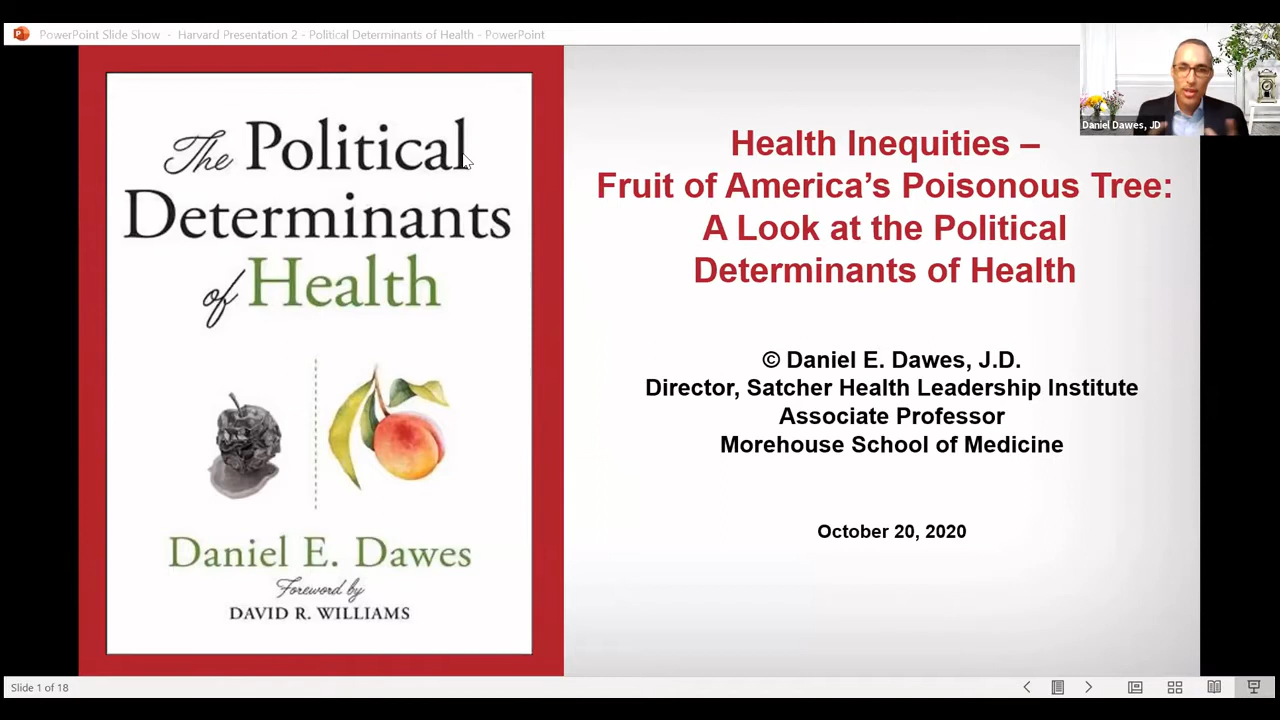 PowerPoint Slide Show - Harvard Presentation 2 - Political Determinants of Health - PowerPoint
The Political
Determinants
of Health
Daniel E. Dawes
Foreword by
DAVID R. WILLIAMS
Health Inequities –
Fruit of America's Poisonous Tree:
A Look at the Political
Determinants of Health
© Daniel E. Dawes, J.D.
Director, Satcher Health Leadership Institute
Associate Professor
Morehouse School of Medicine
October 20, 2020
Daniel Dawes, JD
Slide 1 of 18